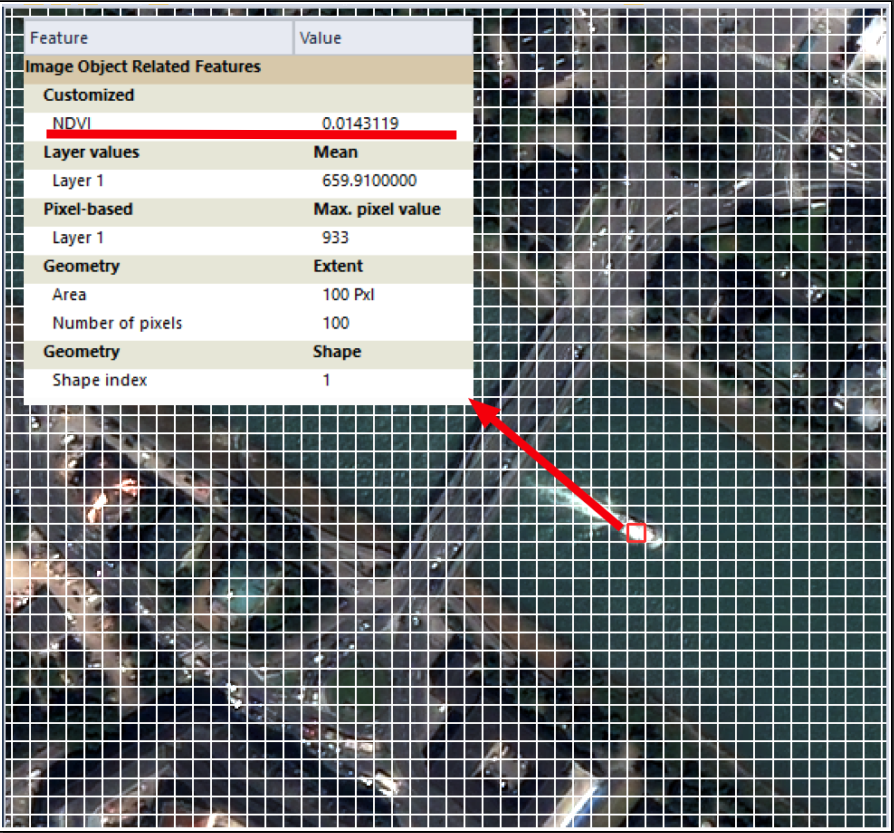 Feature Value
Image Object Related Features
Customized
NDVI 0.0143119
Layer values Mean
Layer 1 659.9100000
Pixel-based Max. pixel value
Layer 1 933
Geometry Extent
Area 100 Pxl
Number of pixels 100
Geometry Shape
Shape index 1